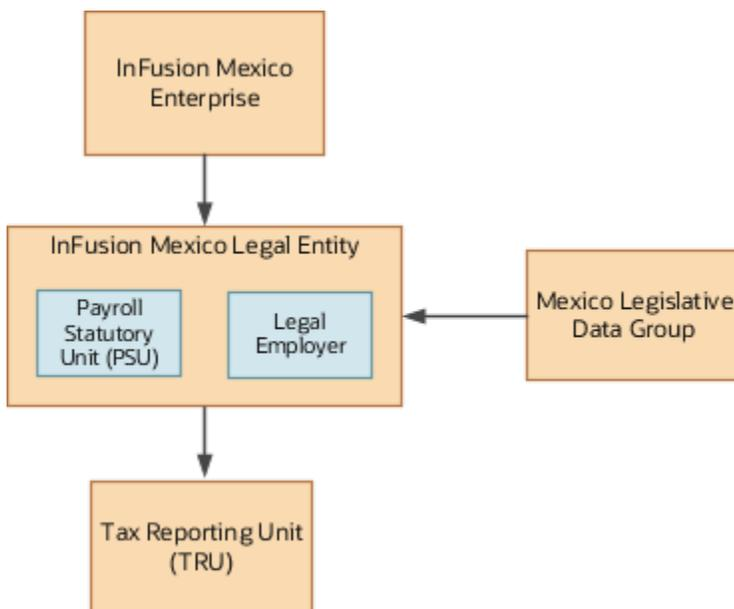 InFusion Mexico
Enterprise
InFusion Mexico Legal Entity
Payroll
Statutory
Unit (PSU)
Legal
Employer
Mexico Legislative
Data Group
Tax Reporting Unit
(TRU)